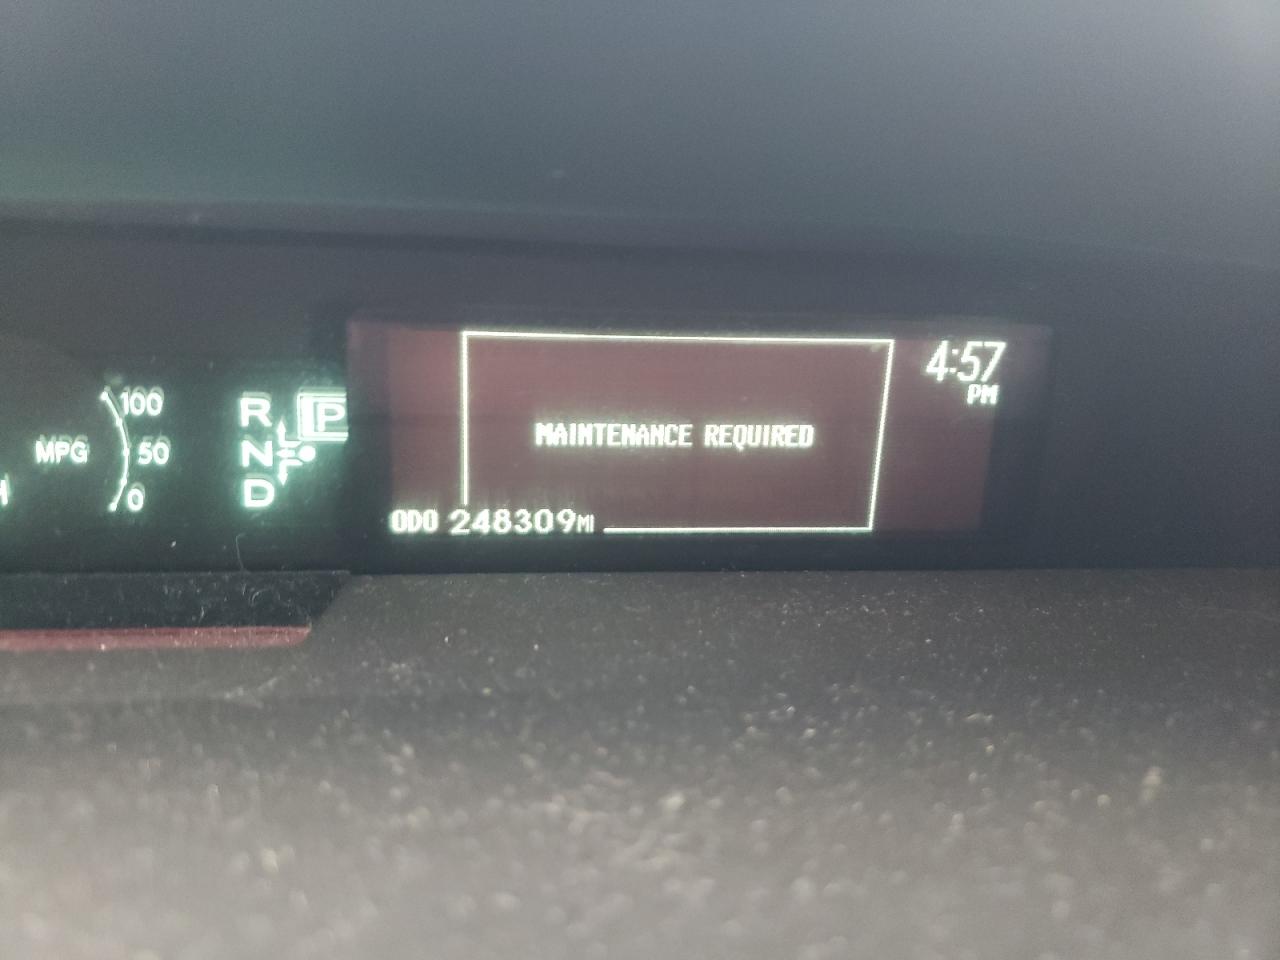 MPG
100
50
0
R
P
N
D
MAINTENANCE REQUIRED
4:57
PM
ODO 248309MI